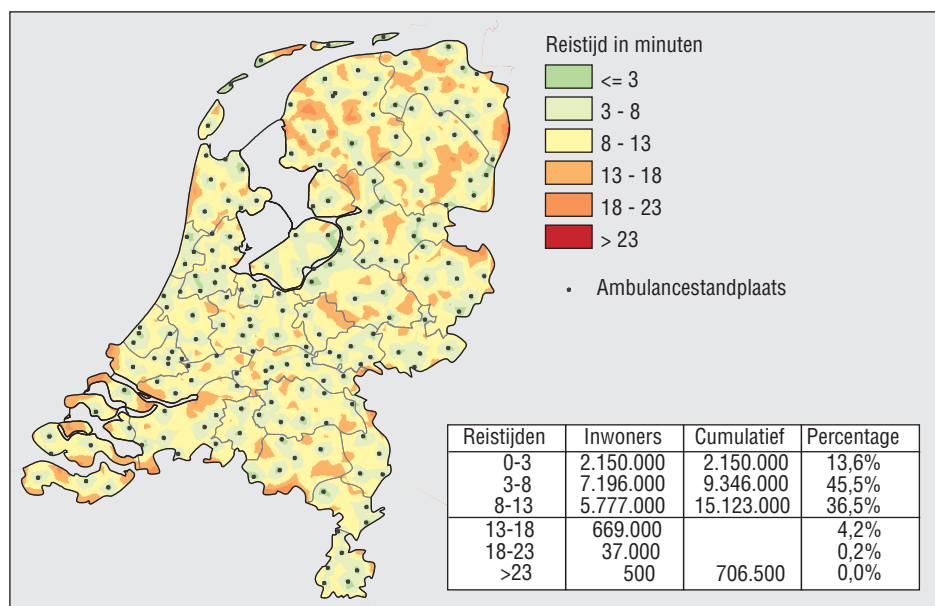 Reistijd in minuten
<= 3
3 - 8
8 - 13
13 - 18
18 - 23
> 23
Ambulancestandplaats
Reistijden Inwoners Cumulatief Percentage
0-3 2.150.000 2.150.000 13,6%
3-8 7.196.000 9.346.000 45,5%
8-13 5.777.000 15.123.000 36,5%
13-18 669.000 4,2%
18-23 37.000 0,2%
>23 500 706.500 0,0%